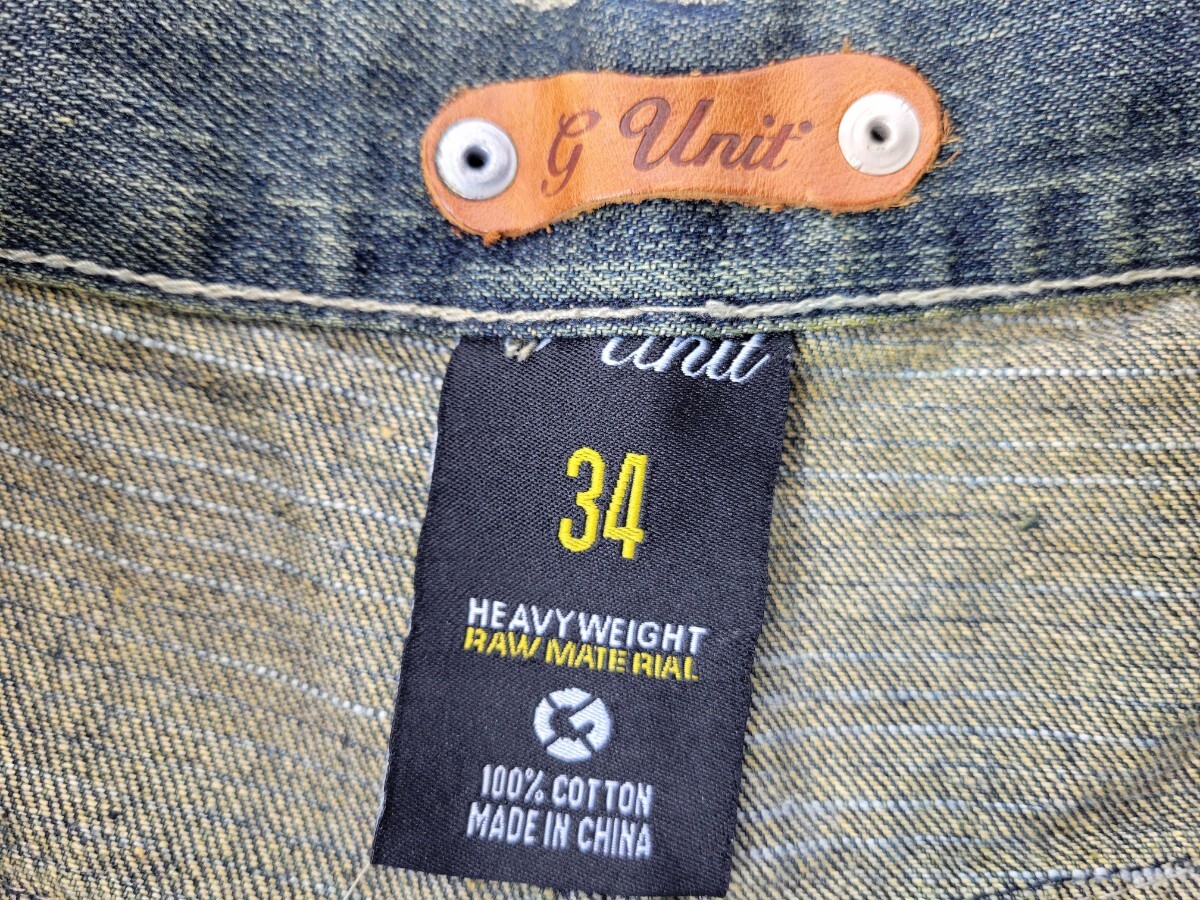 G Unit
Unit
34
HEAVYWEIGHT
RAW MATERIAL
100% COTTON
MADE IN CHINA